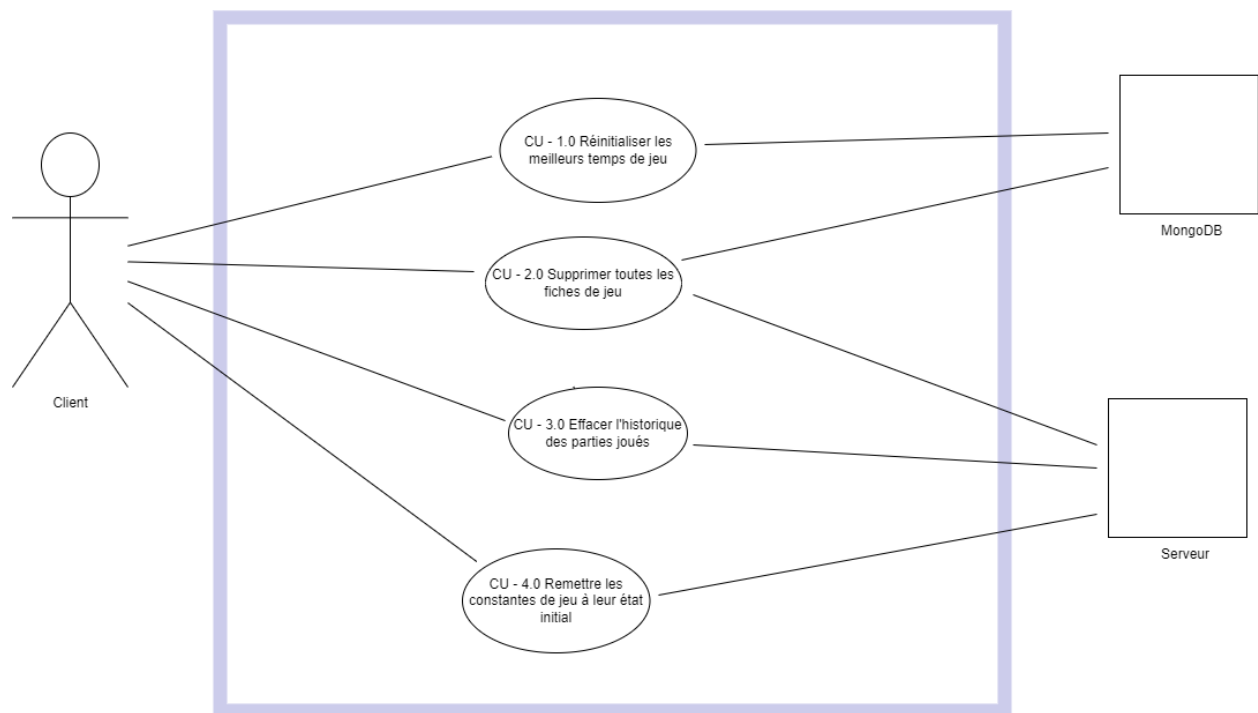 CU - 1.0 Réinitialiser les
meilleurs temps de jeu
MongoDB
CU - 2.0 Supprimer toutes les
fiches de jeu
Client
CU - 3.0 Effacer l'historique
des parties joués
Serveur
CU - 4.0 Remettre les
constantes de jeu à leur état
initial